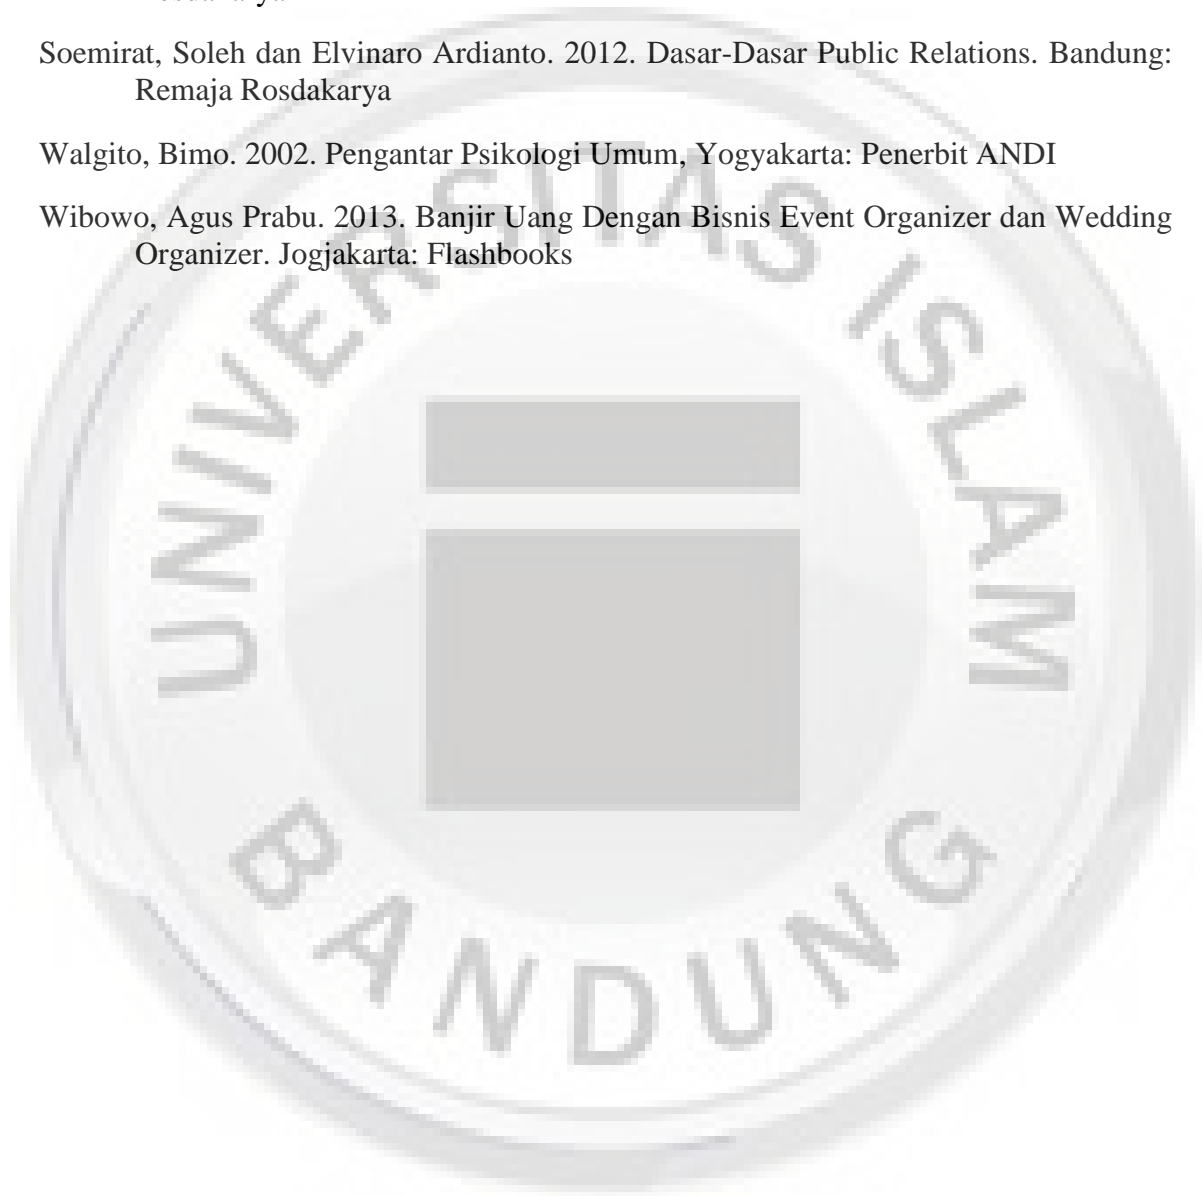 Soemirat, Soleh dan Elvinaro Ardianto. 2012. Dasar-Dasar Public Relations. Bandung:
Remaja Rosdakarya
Walgito, Bimo. 2002. Pengantar Psikologi Umum, Yogyakarta: Penerbit ANDI
Wibowo, Agus Prabu. 2013. Banjir Uang Dengan Bisnis Event Organizer dan Wedding
Organizer. Jogjakarta: Flashbooks
UNIVERSITAS ISLAM
BANDUNG